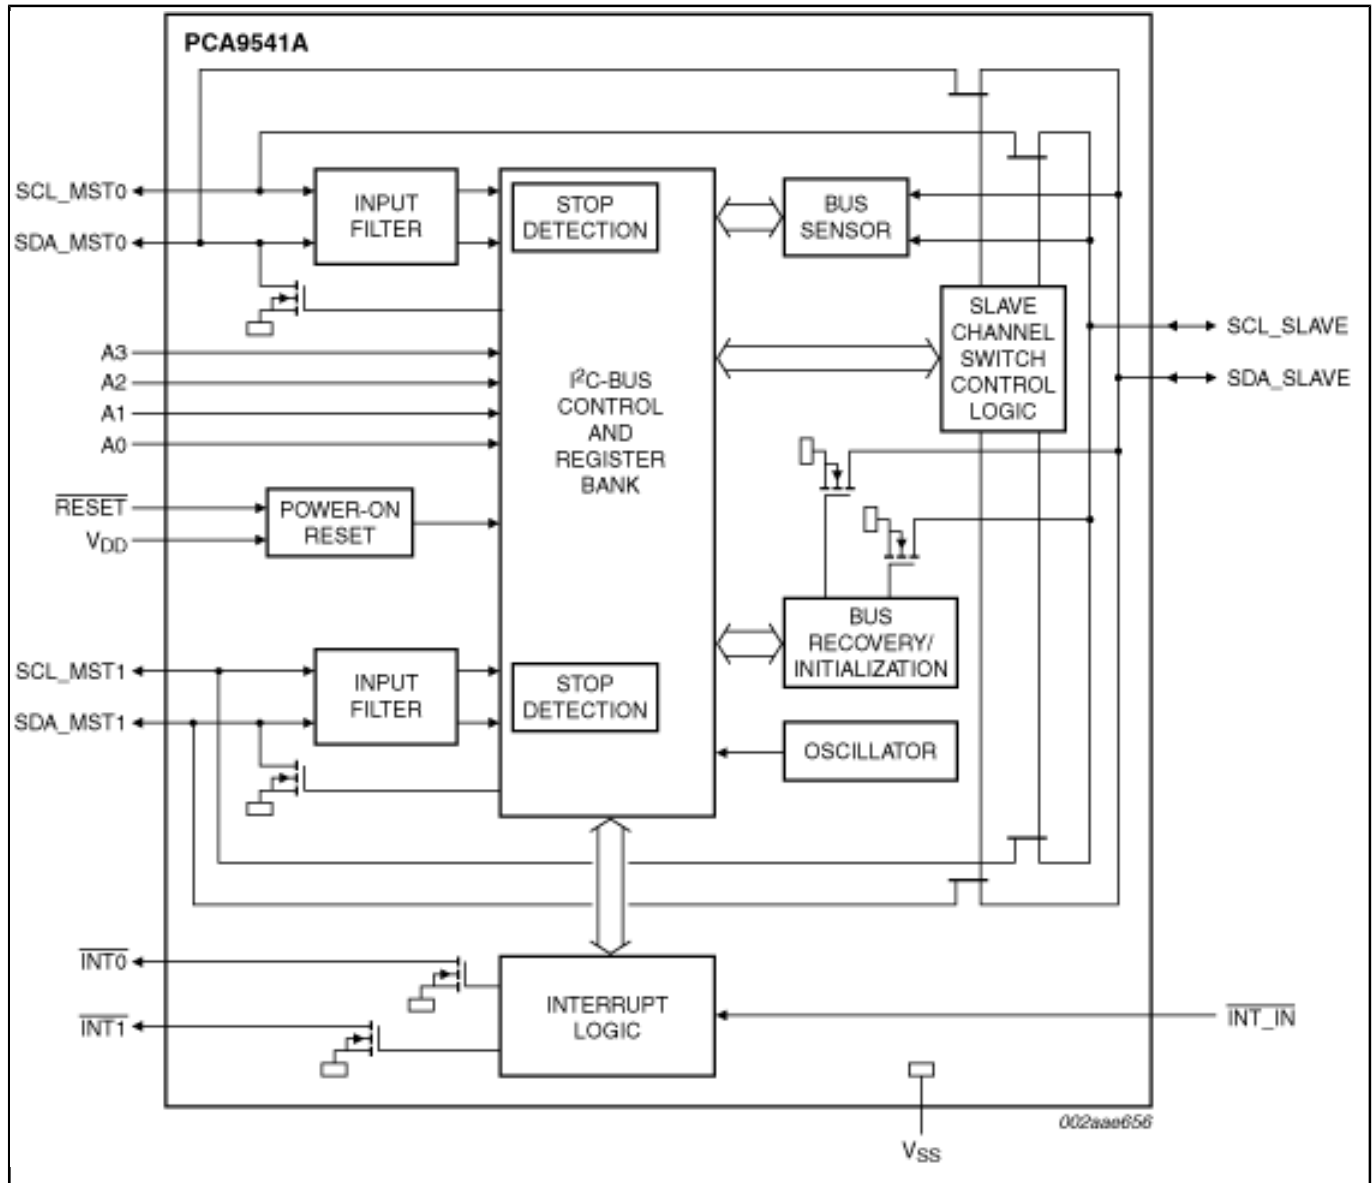 PCA9541A
SCL_MST0
SDA_MST0
INPUT
FILTER
STOP
DETECTION
BUS
SENSOR
A3
A2
A1
A0
I²C-BUS
CONTROL
AND
REGISTER
BANK
SLAVE
CHANNEL
SWITCH
CONTROL
LOGIC
SCL_SLAVE
SDA_SLAVE
RESET
VDD
POWER-ON
RESET
BUS
RECOVERY/
INITIALIZATION
SCL_MST1
SDA_MST1
INPUT
FILTER
STOP
DETECTION
OSCILLATOR
INT0
INT1
INTERRUPT
LOGIC
INT_IN
VSS
002aae656